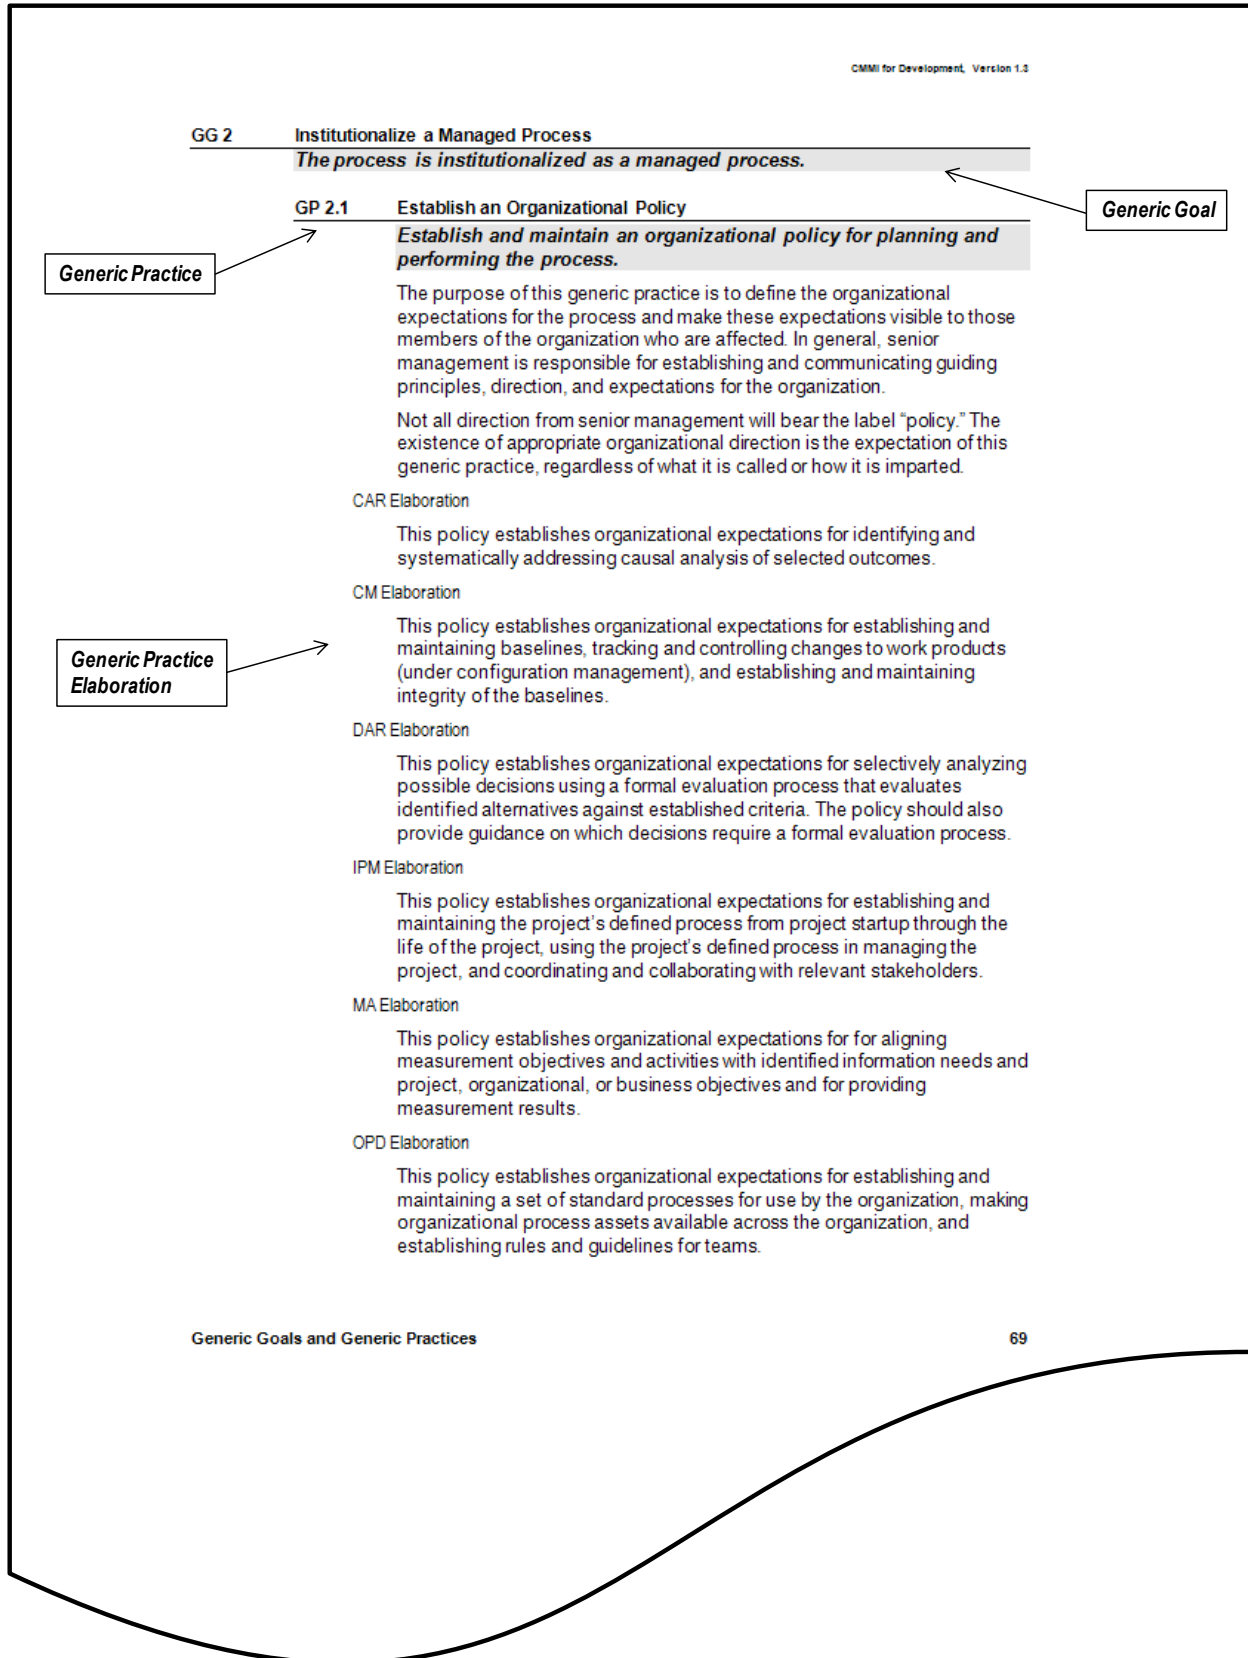 CMMI for Development, Version 1.3
GG 2 Institutionalize a Managed Process
The process is institutionalized as a managed process.
Generic Goal
GP 2.1 Establish an Organizational Policy
Establish and maintain an organizational policy for planning and
performing the process.
Generic Practice
The purpose of this generic practice is to define the organizational
expectations for the process and make these expectations visible to those
members of the organization who are affected. In general, senior
management is responsible for establishing and communicating guiding
principles, direction, and expectations for the organization.
Not all direction from senior management will bear the label “policy.” The
existence of appropriate organizational direction is the expectation of this
generic practice, regardless of what it is called or how it is imparted.
CAR Elaboration
This policy establishes organizational expectations for identifying and
systematically addressing causal analysis of selected outcomes.
CM Elaboration
This policy establishes organizational expectations for establishing and
maintaining baselines, tracking and controlling changes to work products
(under configuration management), and establishing and maintaining
integrity of the baselines.
Generic Practice
Elaboration
DAR Elaboration
This policy establishes organizational expectations for selectively analyzing
possible decisions using a formal evaluation process that evaluates
identified alternatives against established criteria. The policy should also
provide guidance on which decisions require a formal evaluation process.
IPM Elaboration
This policy establishes organizational expectations for establishing and
maintaining the project’s defined process from project startup through the
life of the project, using the project’s defined process in managing the
project, and coordinating and collaborating with relevant stakeholders.
MA Elaboration
This policy establishes organizational expectations for for aligning
measurement objectives and activities with identified information needs and
project, organizational, or business objectives and for providing
measurement results.
OPD Elaboration
This policy establishes organizational expectations for establishing and
maintaining a set of standard processes for use by the organization, making
organizational process assets available across the organization, and
establishing rules and guidelines for teams.
Generic Goals and Generic Practices 69